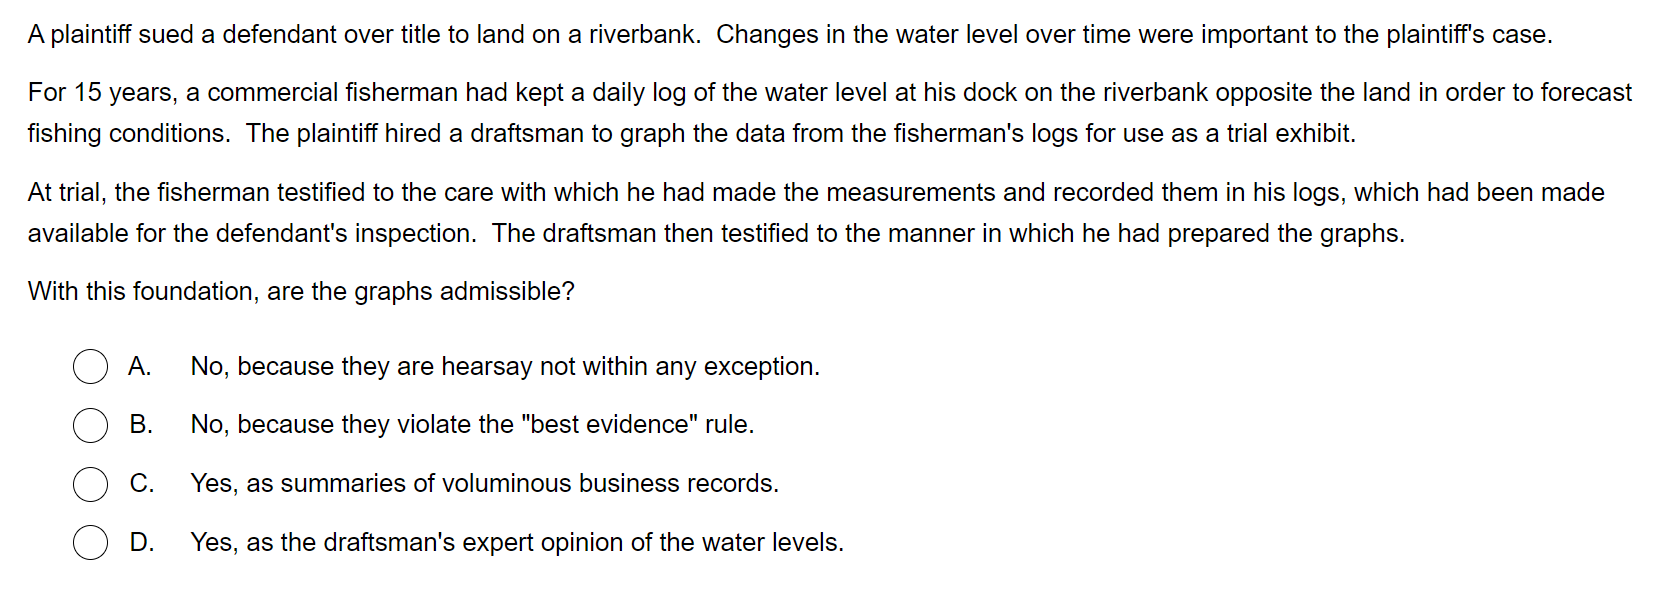 A plaintiff sued a defendant over title to land on a riverbank.  Changes in the water level over time were important to the plaintiff's case.
For 15 years, a commercial fisherman had kept a daily log of the water level at his dock on the riverbank opposite the land in order to forecast
fishing conditions.  The plaintiff hired a draftsman to graph the data from the fisherman's logs for use as a trial exhibit.
At trial, the fisherman testified to the care with which he had made the measurements and recorded them in his logs, which had been made
available for the defendant's inspection.  The draftsman then testified to the manner in which he had prepared the graphs.
With this foundation, are the graphs admissible?
A. No, because they are hearsay not within any exception.
B. No, because they violate the "best evidence" rule.
C. Yes, as summaries of voluminous business records.
D. Yes, as the draftsman's expert opinion of the water levels.